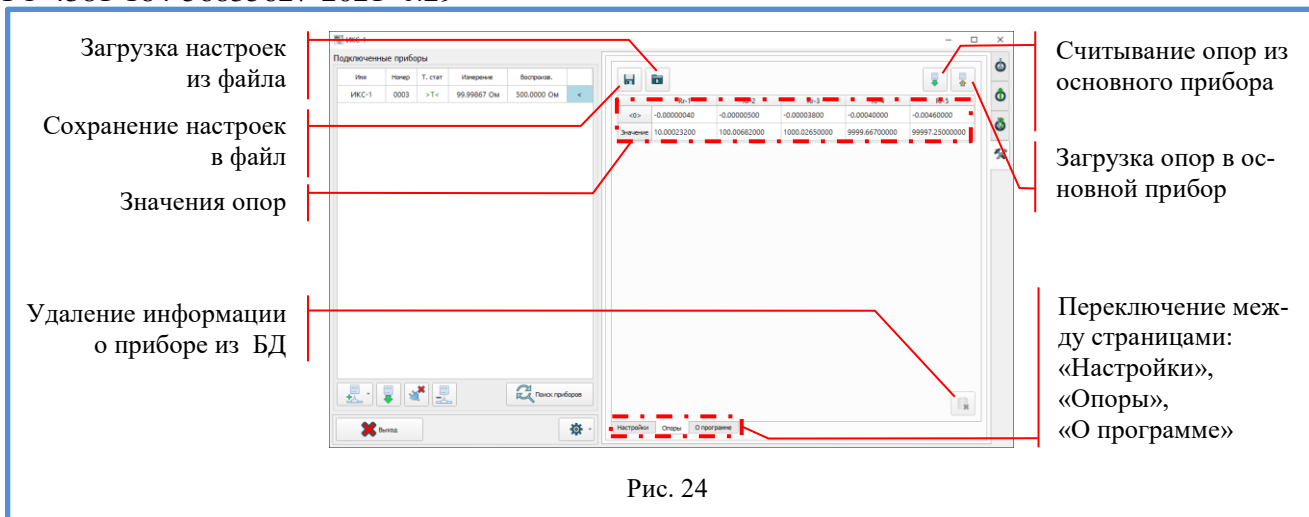 Загрузка настроек
из файла
Сохранение настроек
в файл
Значения опор
Удаление информации
о приборе из БД
ИКС-1
Подключенные приборы
Имя Номер Т. стат Измерение Воспроизв.
ИКС-1 0003 >T< 99.99867 Ом 500.0000 Ом <
Поиск приборов
Выход
<0> -0.00000040 -0.00000500 -0.00003800 -0.00040000 -0.00460000
Значение 10.00023200 100.00682000 1000.02650000 9999.66700000 99997.25000000
Настройки Опоры О программе
Считывание опор из
основного прибора
Загрузка опор в ос-
новной прибор
Переключение меж-
ду страницами:
«Настройки»,
«Опоры»,
«О программе»
Рис. 24